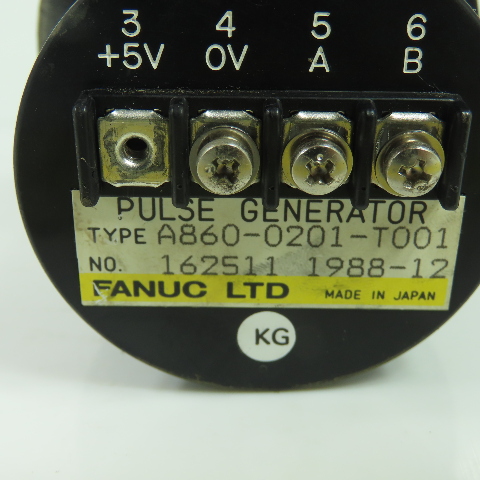 3 4 5 6
+5V 0V A B
PULSE GENERATOR
TYPE A860-0201-T001
NO. 162511 1988-12
FANUC LTD MADE IN JAPAN
KG